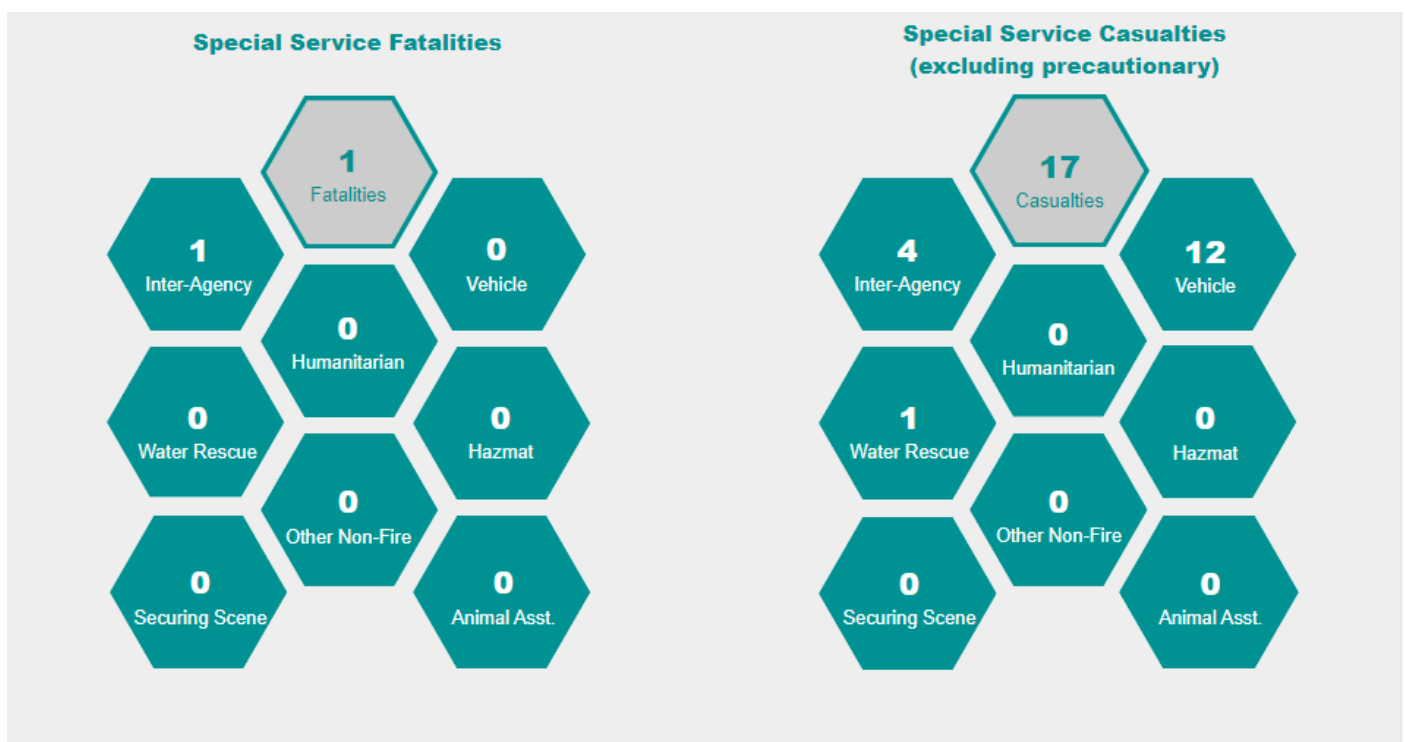 Special Service Fatalities
1
Fatalities
1
Inter-Agency
0
Vehicle
0
Humanitarian
0
Water Rescue
0
Hazmat
0
Other Non-Fire
0
Securing Scene
0
Animal Asst.
Special Service Casualties
(excluding precautionary)
17
Casualties
4
Inter-Agency
12
Vehicle
0
Humanitarian
1
Water Rescue
0
Hazmat
0
Other Non-Fire
0
Securing Scene
0
Animal Asst.